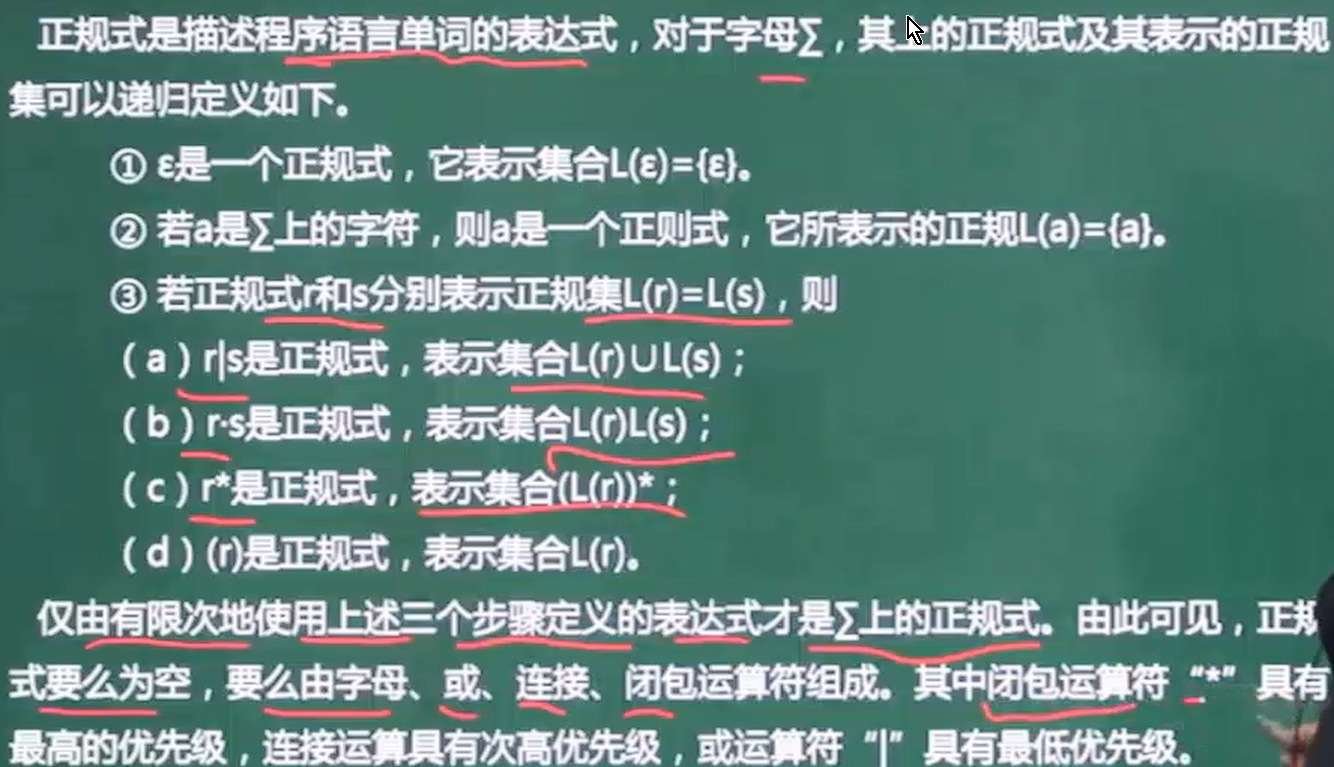 正规式是描述程序语言单词的表达式，对于字母∑，其上的正规式及其表示的正规
集可以递归定义如下。
① ε是一个正规式，它表示集合L(ε)={ε}。
② 若a是∑上的字符，则a是一个正则式，它所表示的正规L(a)={a}。
③ 若正规式r和s分别表示正规集L(r)=L(s)，则
（a）r|s是正规式，表示集合L(r)∪L(s)；
（b）r·s是正规式，表示集合L(r)L(s)；
（c）r*是正规式，表示集合(L(r))*；
（d）(r)是正规式，表示集合L(r)。
仅由有限次地使用上述三个步骤定义的表达式才是∑上的正规式。由此可见，正规
式要么为空，要么由字母、或、连接、闭包运算符组成。其中闭包运算符“*”具有
最高的优先级，连接运算具有次高优先级，或运算符“|”具有最低优先级。